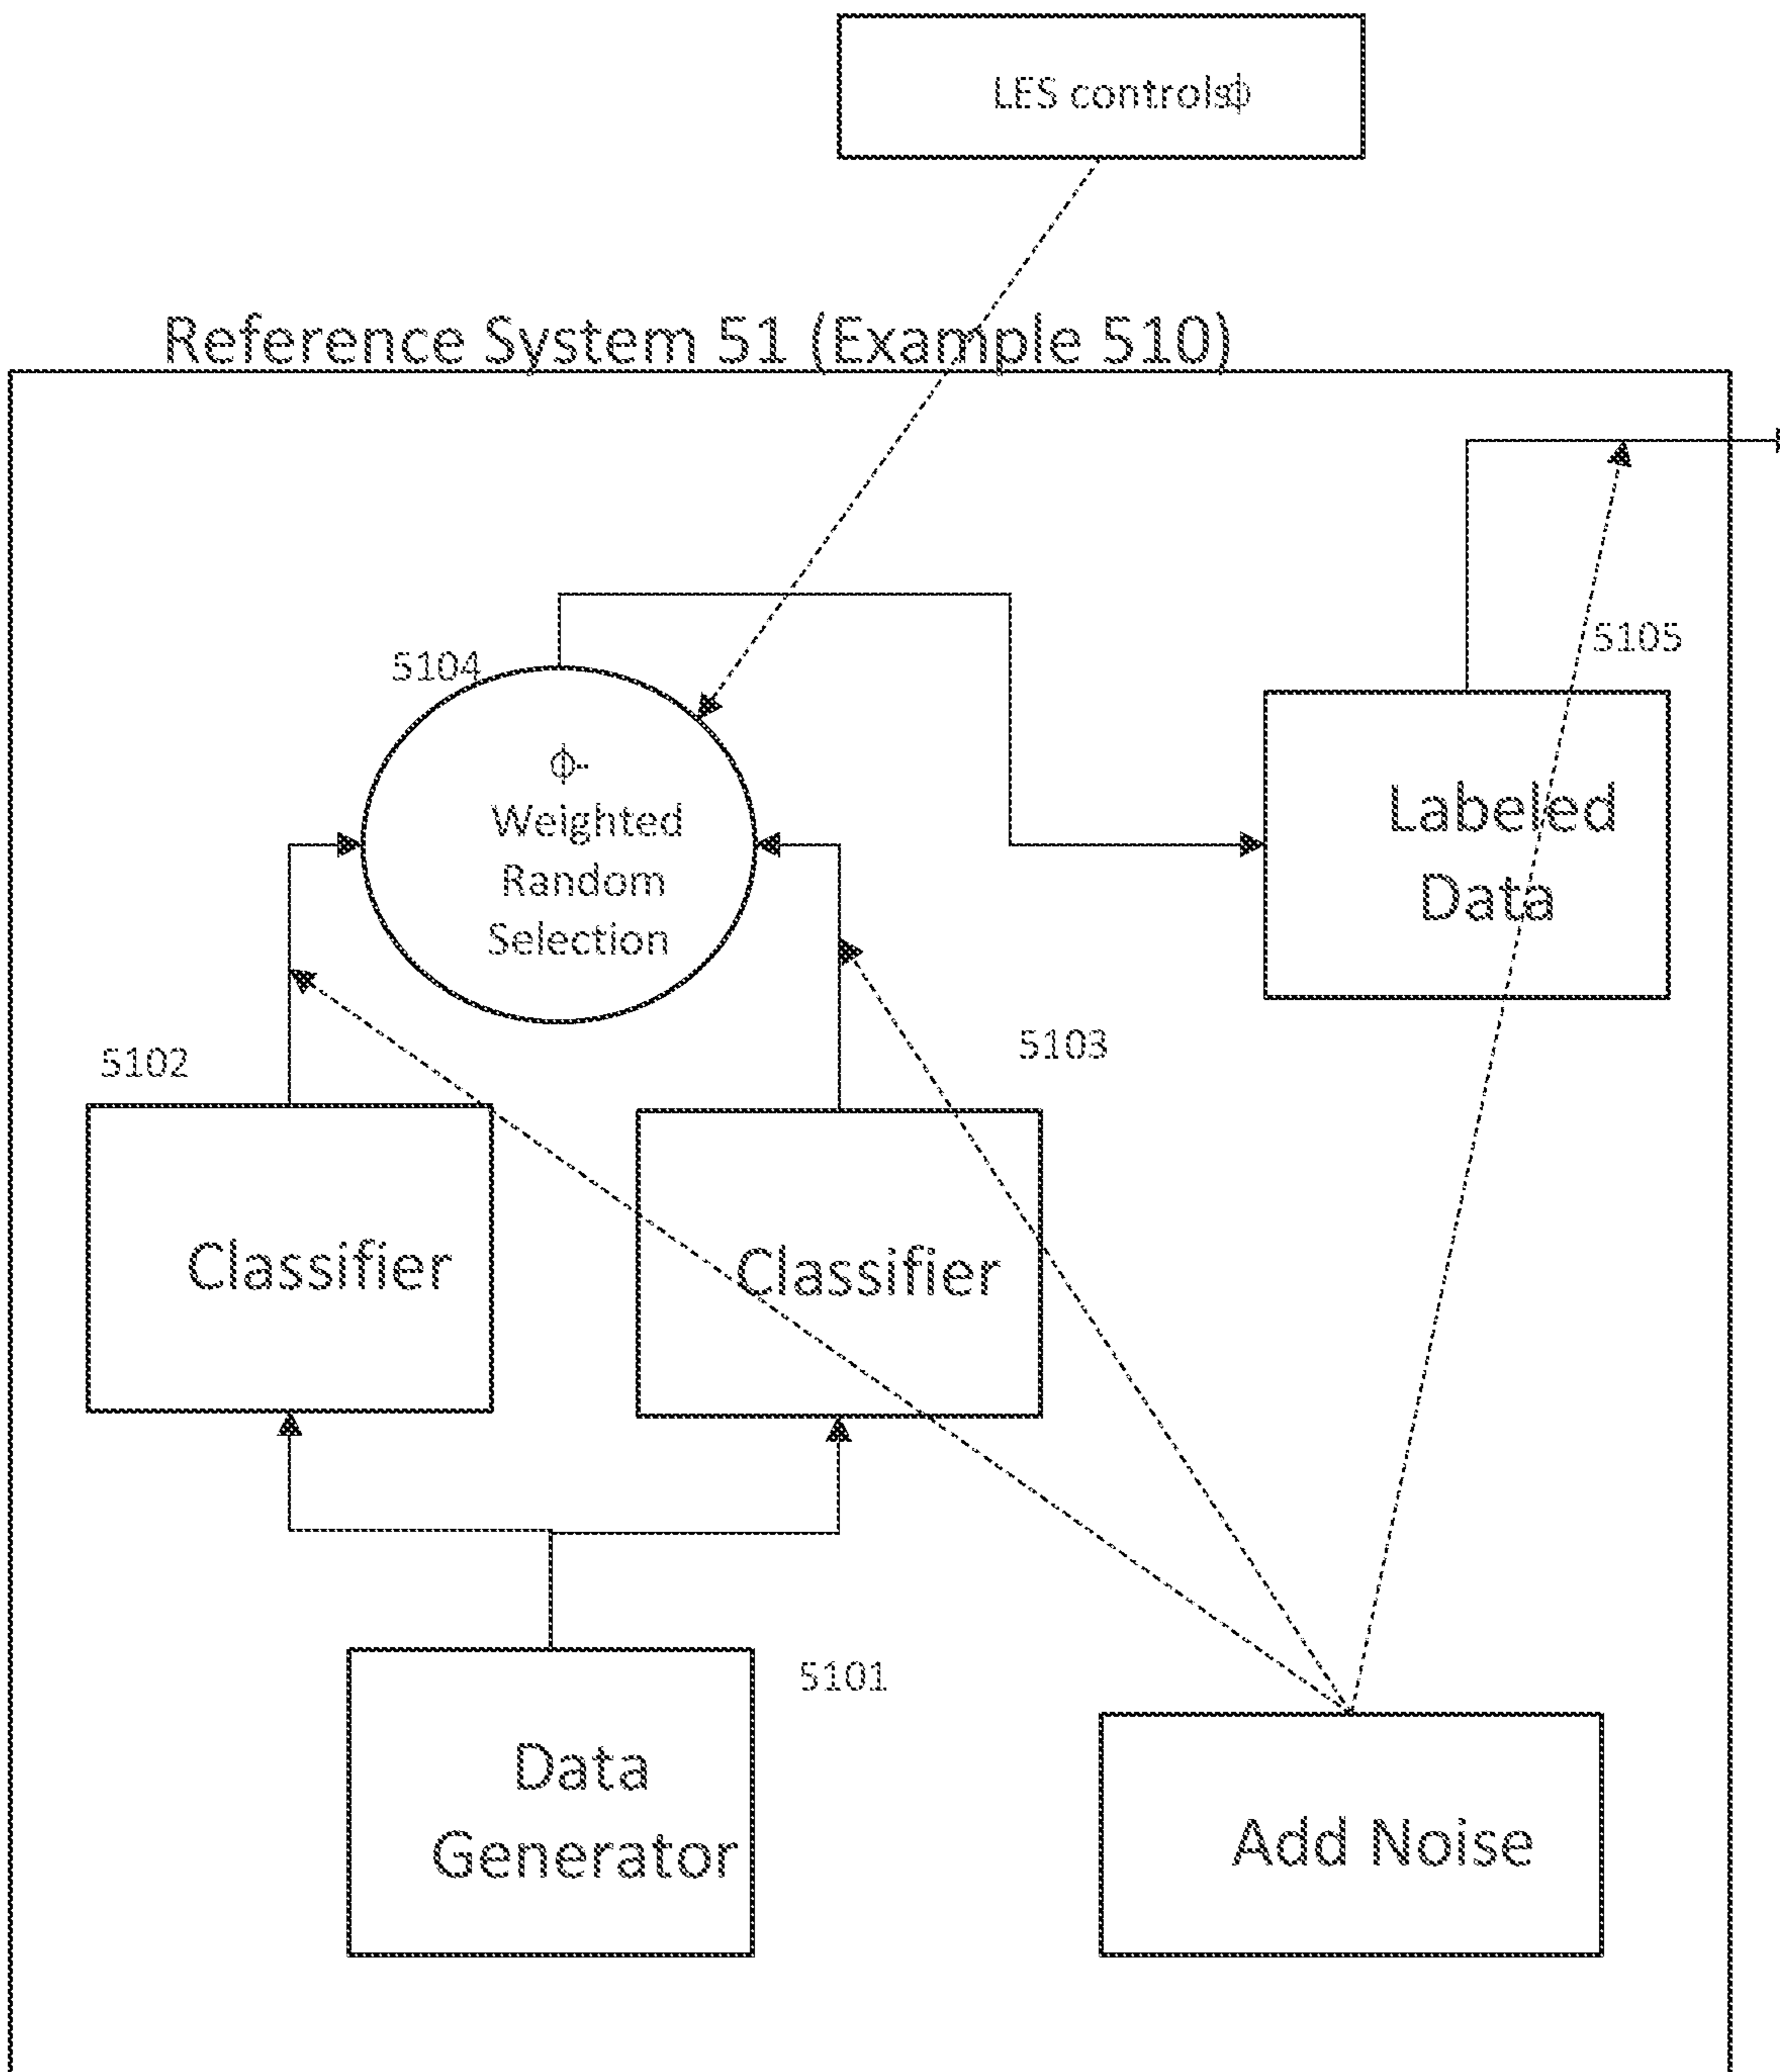 LES controlsϕ
Reference System 51 (Example 510)
5105
5104
ϕ-
Weighted
Random
Selection
Labeled
Data
5102
5103
Classifier
Classifier
5101
Data
Generator
Add Noise